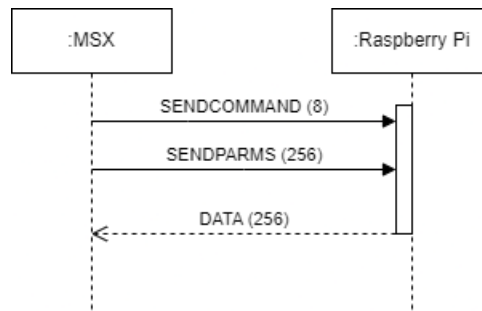 :MSX
:Raspberry Pi
SENDCOMMAND (8)
SENDPARMS (256)
DATA (256)